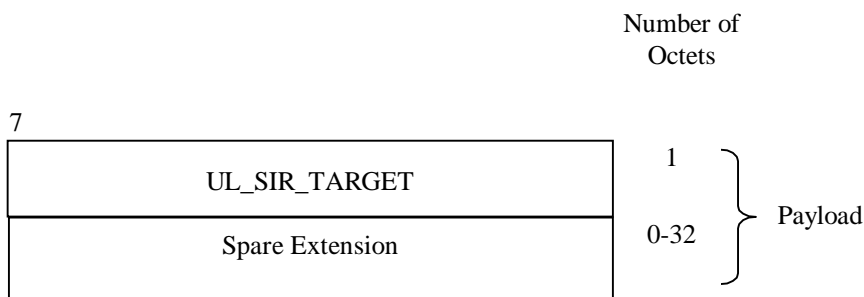 Number of
Octets
7
UL_SIR_TARGET
1
Spare Extension
0-32
Payload